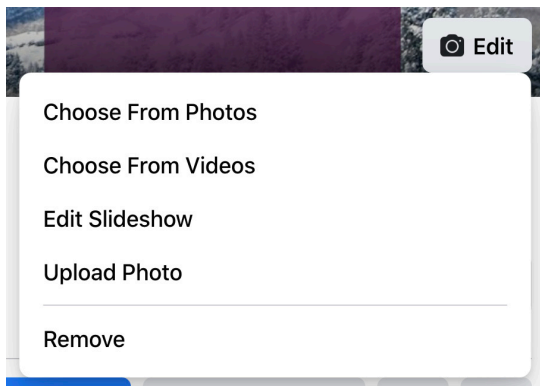 Edit
Choose From Photos
Choose From Videos
Edit Slideshow
Upload Photo
Remove